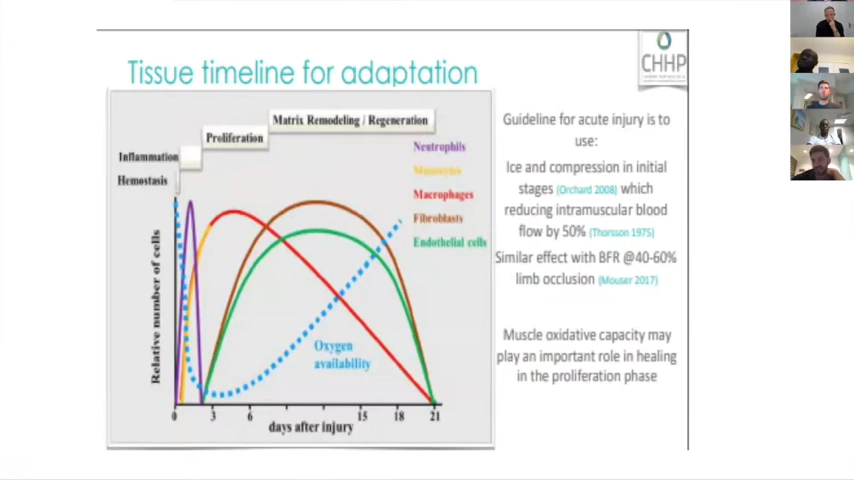 Tissue timeline for adaptation
CHHP
Matrix Remodeling / Regeneration
Proliferation
Inflammation
Hemostasis
Neutrophils
Monocytes
Macrophages
Fibroblasts
Endothelial cells
Relative number of cells
Oxygen
availability
0 3 6 15 18 21
days after injury
Guideline for acute injury is to
use:
Ice and compression in initial
stages (Orchard 2008) which
reducing intramuscular blood
flow by 50% (Thorsson 1975)
Similar effect with BFR @40-60%
limb occlusion (Mouser 2017)
Muscle oxidative capacity may
play an important role in healing
in the proliferation phase